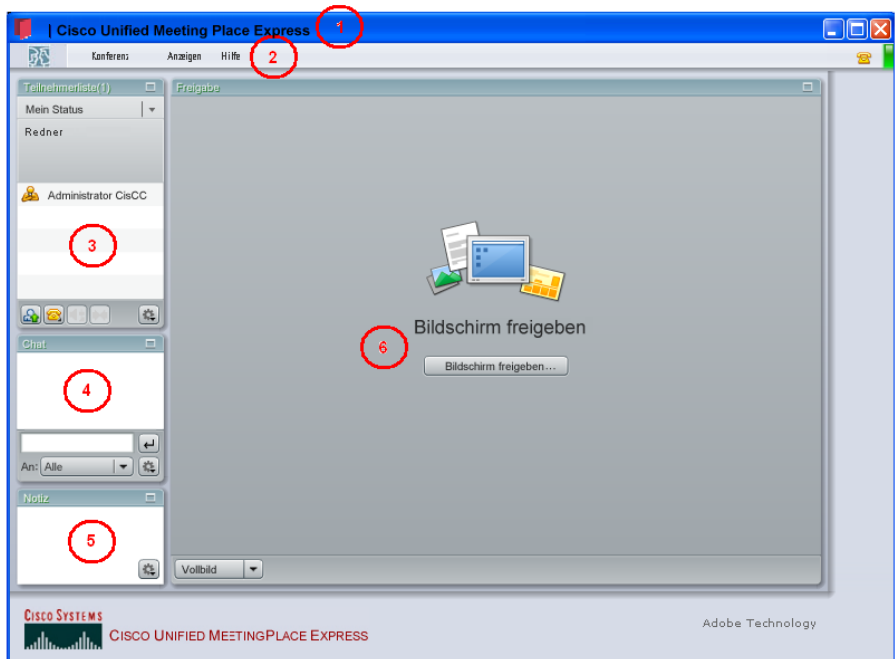 | Cisco Unified Meeting Place Express
1
Konferenz Anzeigen Hilfe
2
Teilnehmerliste(1)
Mein Status
Redner
Administrator CisCC
3
Chat
4
An: Alle
Notiz
5
Freigabe
Bildschirm freigeben
6
Bildschirm freigeben...
Vollbild
CISCO SYSTEMS
CISCO UNIFIED MEETINGPLACE EXPRESS
Adobe Technology